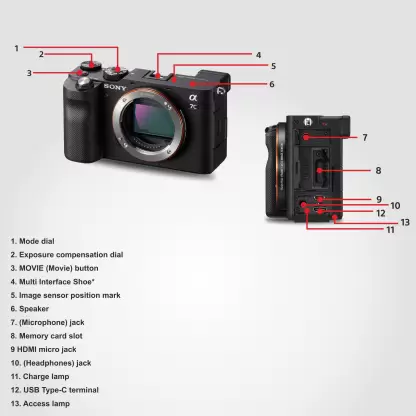 1
2
3
4
5
6
SONY
α
7C
7
8
9
10
12
13
11
1. Mode dial
2. Exposure compensation dial
3. MOVIE (Movie) button
4. Multi Interface Shoe*
5. Image sensor position mark
6. Speaker
7. (Microphone) jack
8. Memory card slot
9 HDMI micro jack
10. (Headphones) jack
11. Charge lamp
12. USB Type-C terminal
13. Access lamp